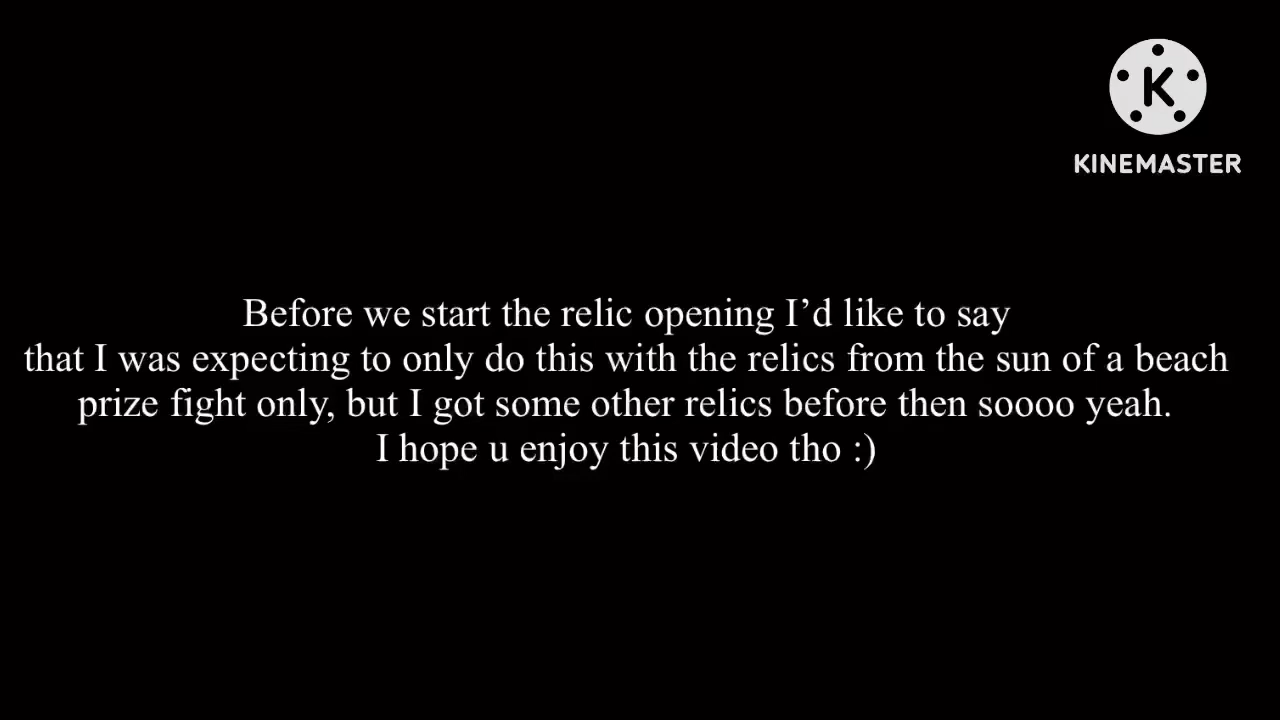 K
KINEMASTER
Before we start the relic opening I’d like to say
that I was expecting to only do this with the relics from the sun of a beach
prize fight only, but I got some other relics before then soooo yeah.
I hope u enjoy this video tho :)